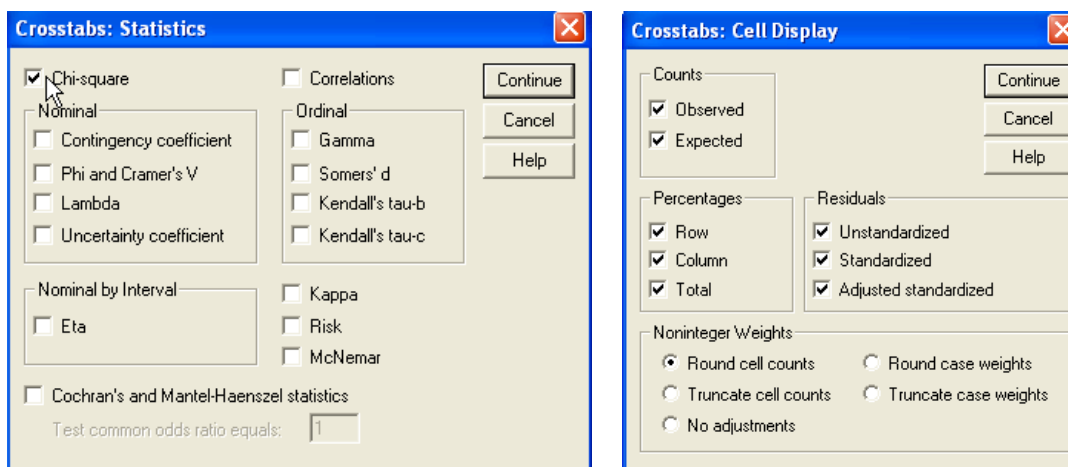 Crosstabs: Statistics
Chi-square
Correlations
Continue
Nominal
Ordinal
Cancel
Contingency coefficient
Gamma
Help
Phi and Cramer's V
Somers' d
Lambda
Kendall's tau-b
Uncertainty coefficient
Kendall's tau-c
Nominal by Interval
Kappa
Eta
Risk
McNemar
Cochran's and Mantel-Haenszel statistics
Test common odds ratio equals: 1
Crosstabs: Cell Display
Counts
Continue
Observed
Cancel
Expected
Help
Percentages
Residuals
Row
Unstandardized
Column
Standardized
Total
Adjusted standardized
Noninteger Weights
Round cell counts
Round case weights
Truncate cell counts
Truncate case weights
No adjustments